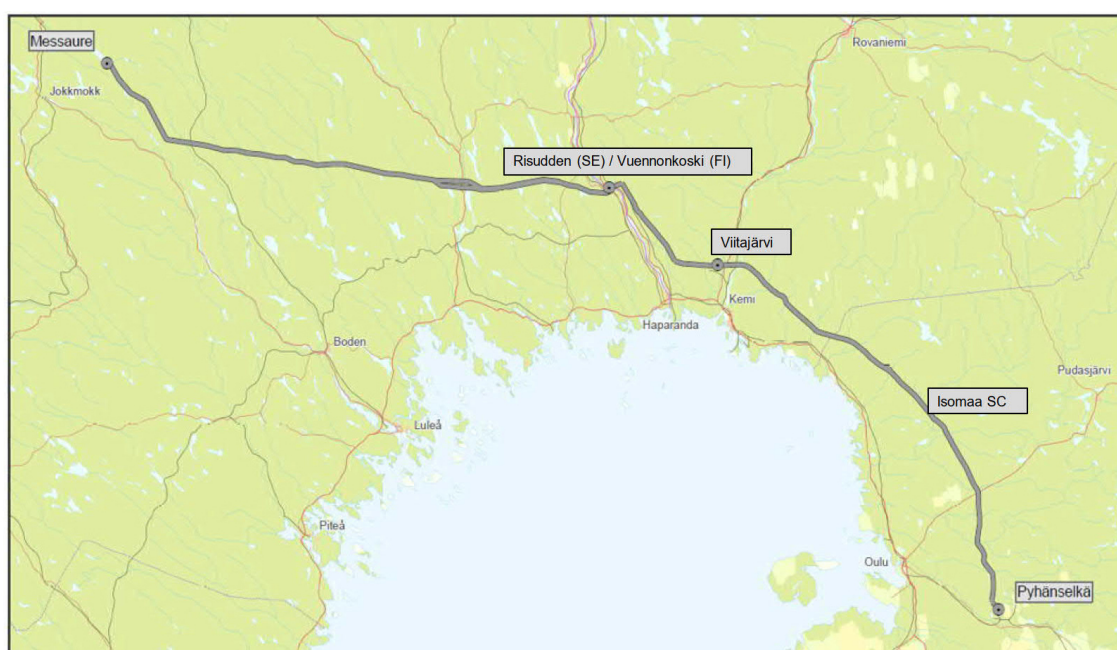 Messaure
Rovaniemi
Jokkmokk
Risudden (SE) / Vuennonkoski (FI)
Viitajärvi
Kemi
Haparanda
Boden
Pudasjärvi
Isomaa SC
Luleå
Piteå
Oulu
Pyhänselkä